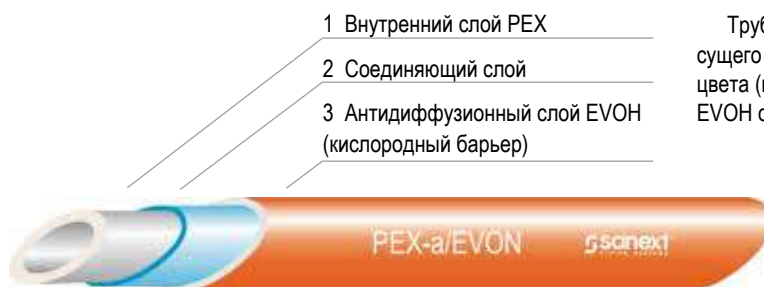 1 Внутренний слой PEX
2 Соединяющий слой
3 Антидиффузионный слой EVOH
(кислородный барьер)
Труб
сущего
цвета (
EVOH с
PEX-a/EVON
sanext